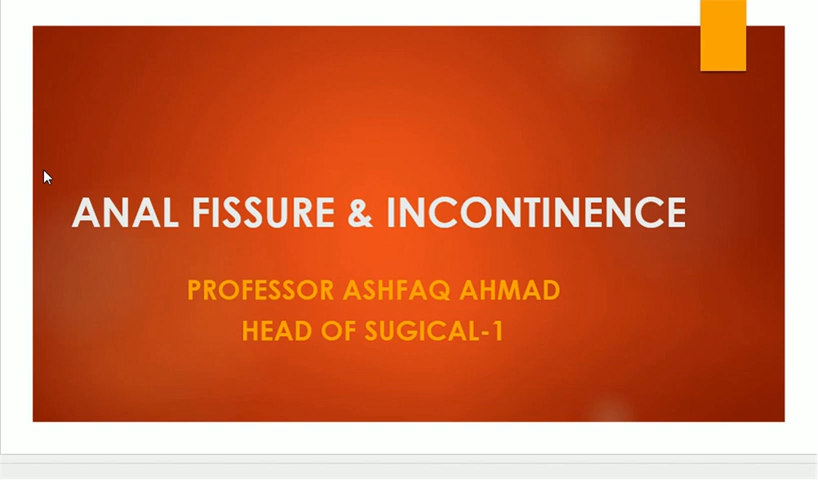 ANAL FISSURE & INCONTINENCE
PROFESSOR ASHFAQ AHMAD
HEAD OF SUGICAL-1